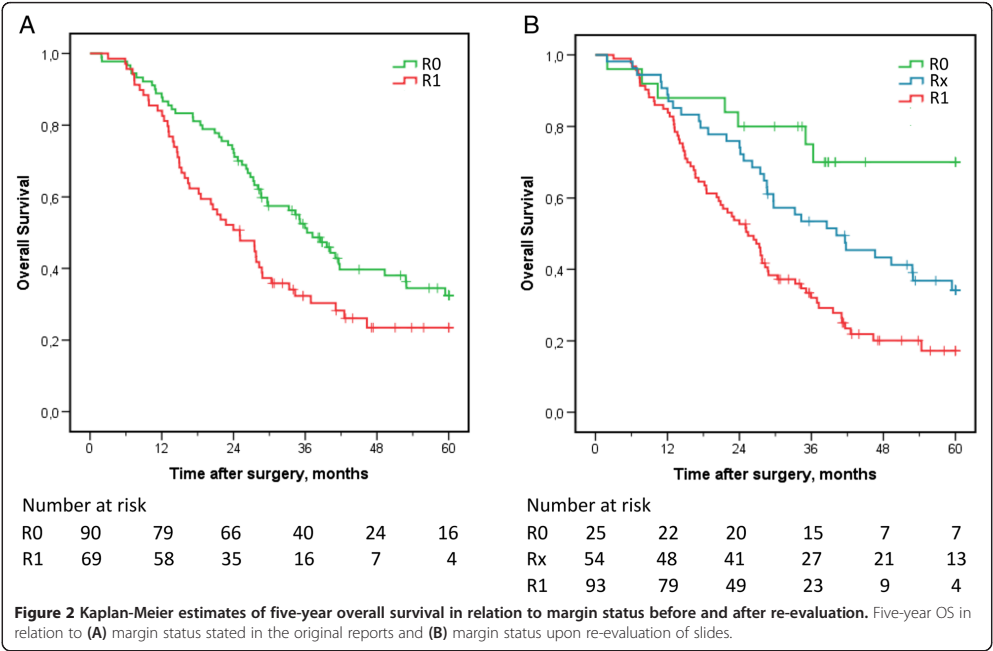 A
Overall Survival
1,0
0,8
0,6
0,4
0,2
0,0
R0
R1
0 12 24 36 48 60
Time after surgery, months
Number at risk
R0 90 79 66 40 24 16
R1 69 58 35 16 7 4
B
Overall Survival
1,0
0,8
0,6
0,4
0,2
0,0
R0
Rx
R1
0 12 24 36 48 60
Time after surgery, months
Number at risk
R0 25 22 20 15 7 7
Rx 54 48 41 27 21 13
R1 93 79 49 23 9 4
Figure 2 Kaplan-Meier estimates of five-year overall survival in relation to margin status before and after re-evaluation. Five-year OS in
relation to (A) margin status stated in the original reports and (B) margin status upon re-evaluation of slides.